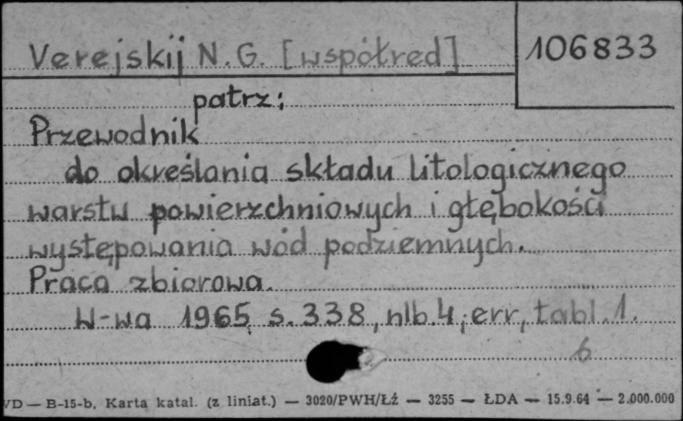 Verejskij N. G. [współred]
106833
patrz:
Przewodnik
do określania składu litologicznego
warstw powierzchniowych i głębokości
występowania wód podziemnych.
Praca zbiorowa.
W-wa 1965, s. 338, nlb. 4, err, tabl. 1.
6
VD — B-15-b. Karta katal. (z liniat.) — 3020/PWH/Łź — 3255 — ŁDA — 15.9.64 — 2.000.000